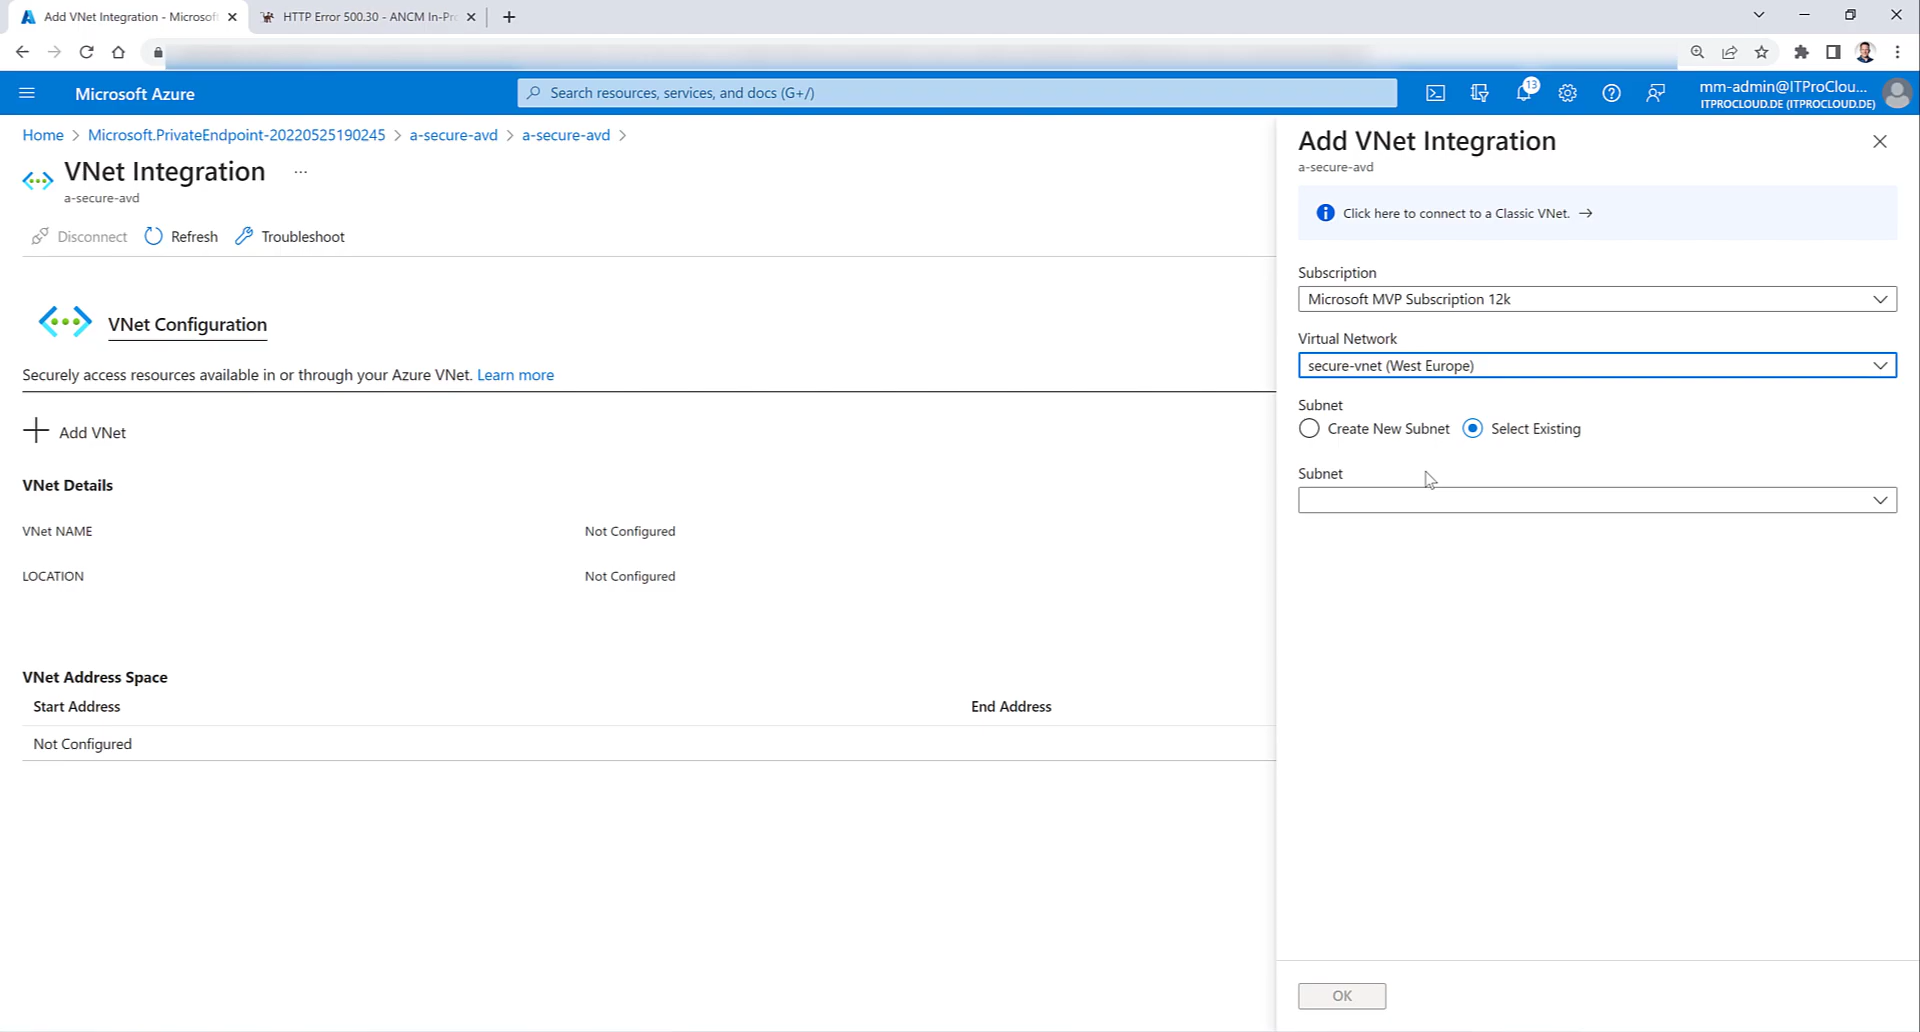 Add VNet Integration - Microsoft
HTTP Error 500.30 - ANCM In-Pro
Microsoft Azure
Search resources, services, and docs (G+/)
13
mm-admin@ITProClou...
ITPROCLOUD.DE (ITPROCLOUD.DE)
Home > Microsoft.PrivateEndpoint-20220525190245 > a-secure-avd > a-secure-avd >
VNet Integration ...
a-secure-avd
Disconnect Refresh Troubleshoot
VNet Configuration
Securely access resources available in or through your Azure VNet. Learn more
Add VNet
VNet Details
VNet NAME Not Configured
LOCATION Not Configured
VNet Address Space
Start Address End Address
Not Configured
Add VNet Integration
a-secure-avd
Click here to connect to a Classic VNet. →
Subscription
Microsoft MVP Subscription 12k
Virtual Network
secure-vnet (West Europe)
Subnet
Create New Subnet Select Existing
Subnet
OK